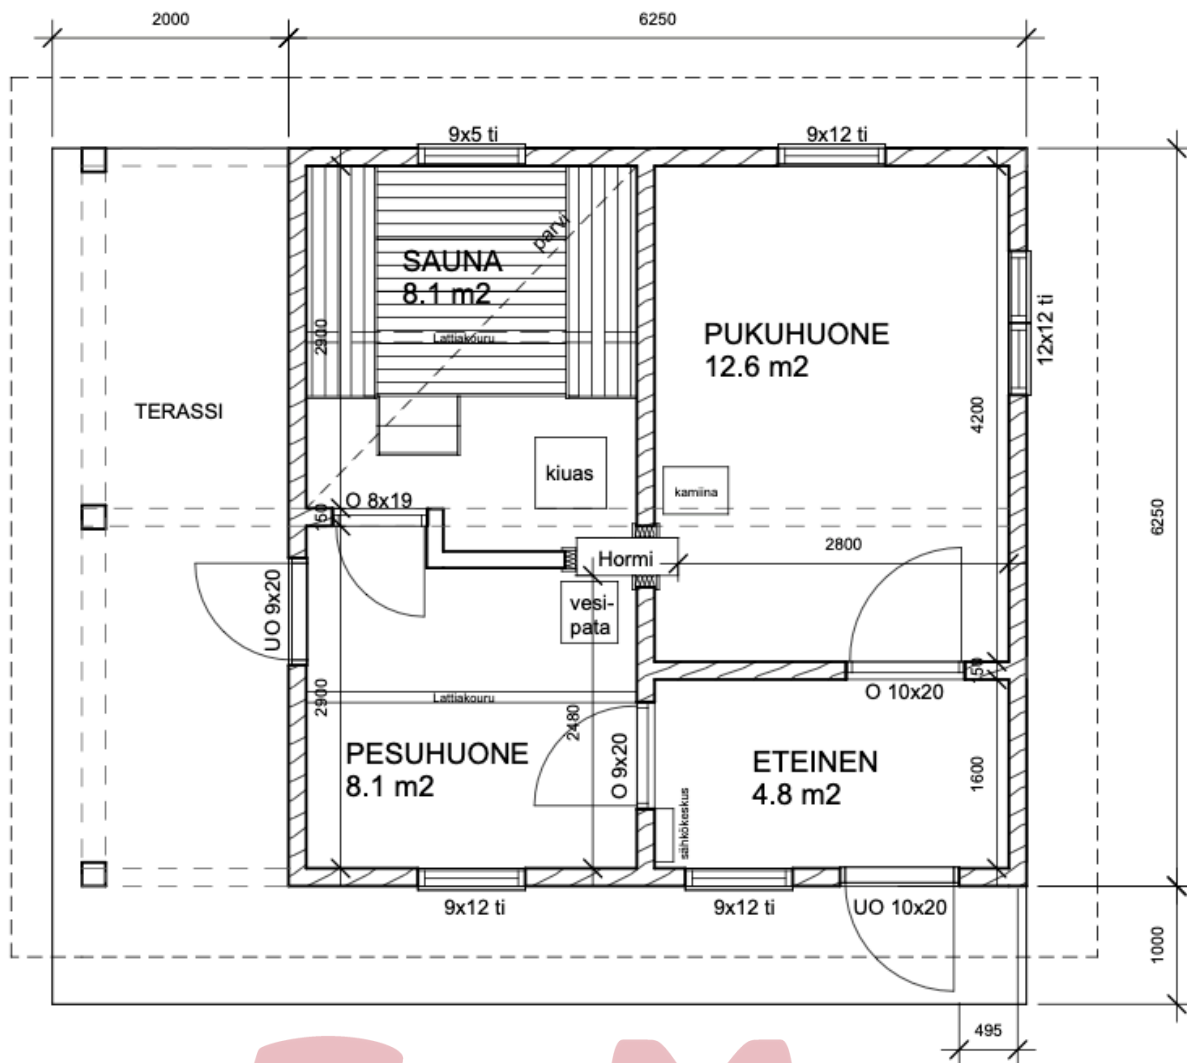 2000
6250
9x5 ti
9x12 ti
parvi
SAUNA
8.1 m2
2900
Lattiakouru
PUKUHUONE
12.6 m2
12x12 ti
TERASSI
4200
kiuas
kamiina
O 8x19
150
6250
Hormi
2800
UO 9x20
vesi-
pata
150
O 10x20
2900
Lattiakouru
2480
O 9x20
PESUHUONE
8.1 m2
ETEINEN
4.8 m2
1600
sähkökeskus
9x12 ti
9x12 ti
UO 10x20
1000
495